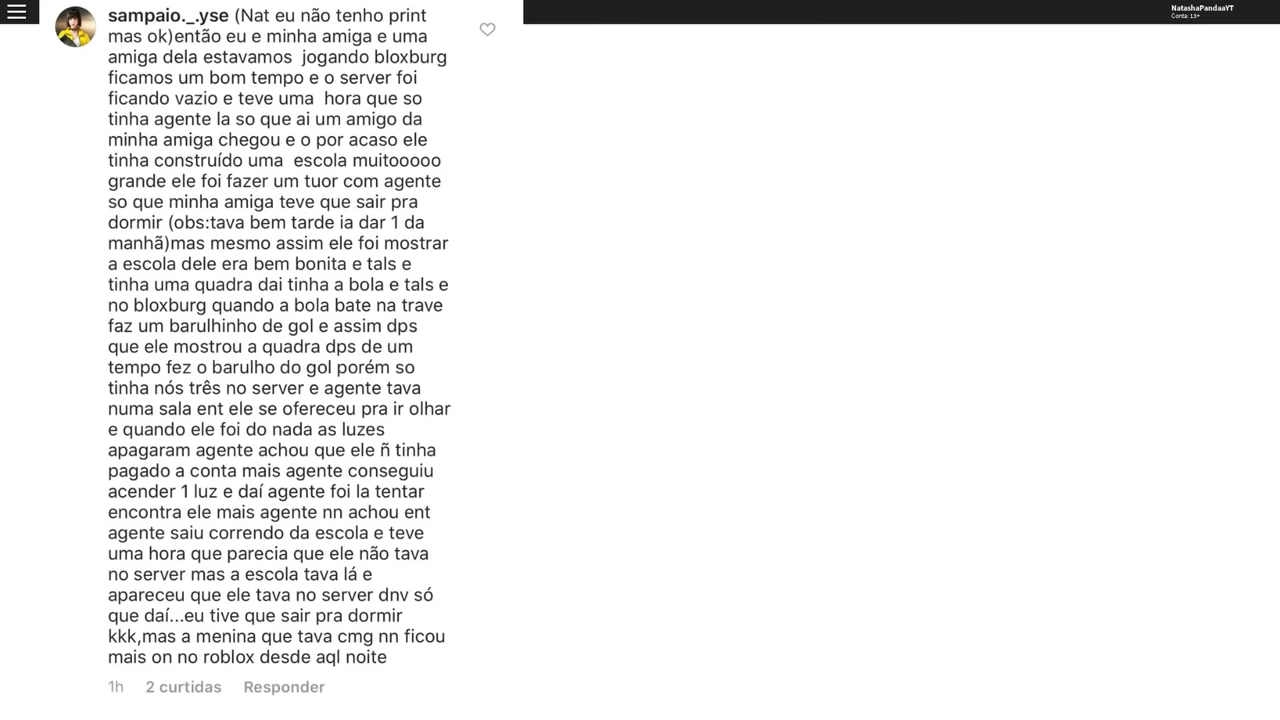 NatashaPandaaYT
Conta: 13+
sampaio._.yse (Nat eu não tenho print
mas ok)então eu e minha amiga e uma
amiga dela estavamos  jogando bloxburg
ficamos um bom tempo e o server foi
ficando vazio e teve uma  hora que so
tinha agente la so que ai um amigo da
minha amiga chegou e o por acaso ele
tinha construído uma  escola muitooooo
grande ele foi fazer um tuor com agente
so que minha amiga teve que sair pra
dormir (obs:tava bem tarde ia dar 1 da
manhã)mas mesmo assim ele foi mostrar
a escola dele era bem bonita e tals e
tinha uma quadra dai tinha a bola e tals e
no bloxburg quando a bola bate na trave
faz um barulhinho de gol e assim dps
que ele mostrou a quadra dps de um
tempo fez o barulho do gol porém so
tinha nós três no server e agente tava
numa sala ent ele se ofereceu pra ir olhar
e quando ele foi do nada as luzes
apagaram agente achou que ele ñ tinha
pagado a conta mais agente conseguiu
acender 1 luz e daí agente foi la tentar
encontra ele mais agente nn achou ent
agente saiu correndo da escola e teve
uma hora que parecia que ele não tava
no server mas a escola tava lá e
apareceu que ele tava no server dnv só
que daí...eu tive que sair pra dormir
kkk,mas a menina que tava cmg nn ficou
mais on no roblox desde aql noite
1h 2 curtidas Responder